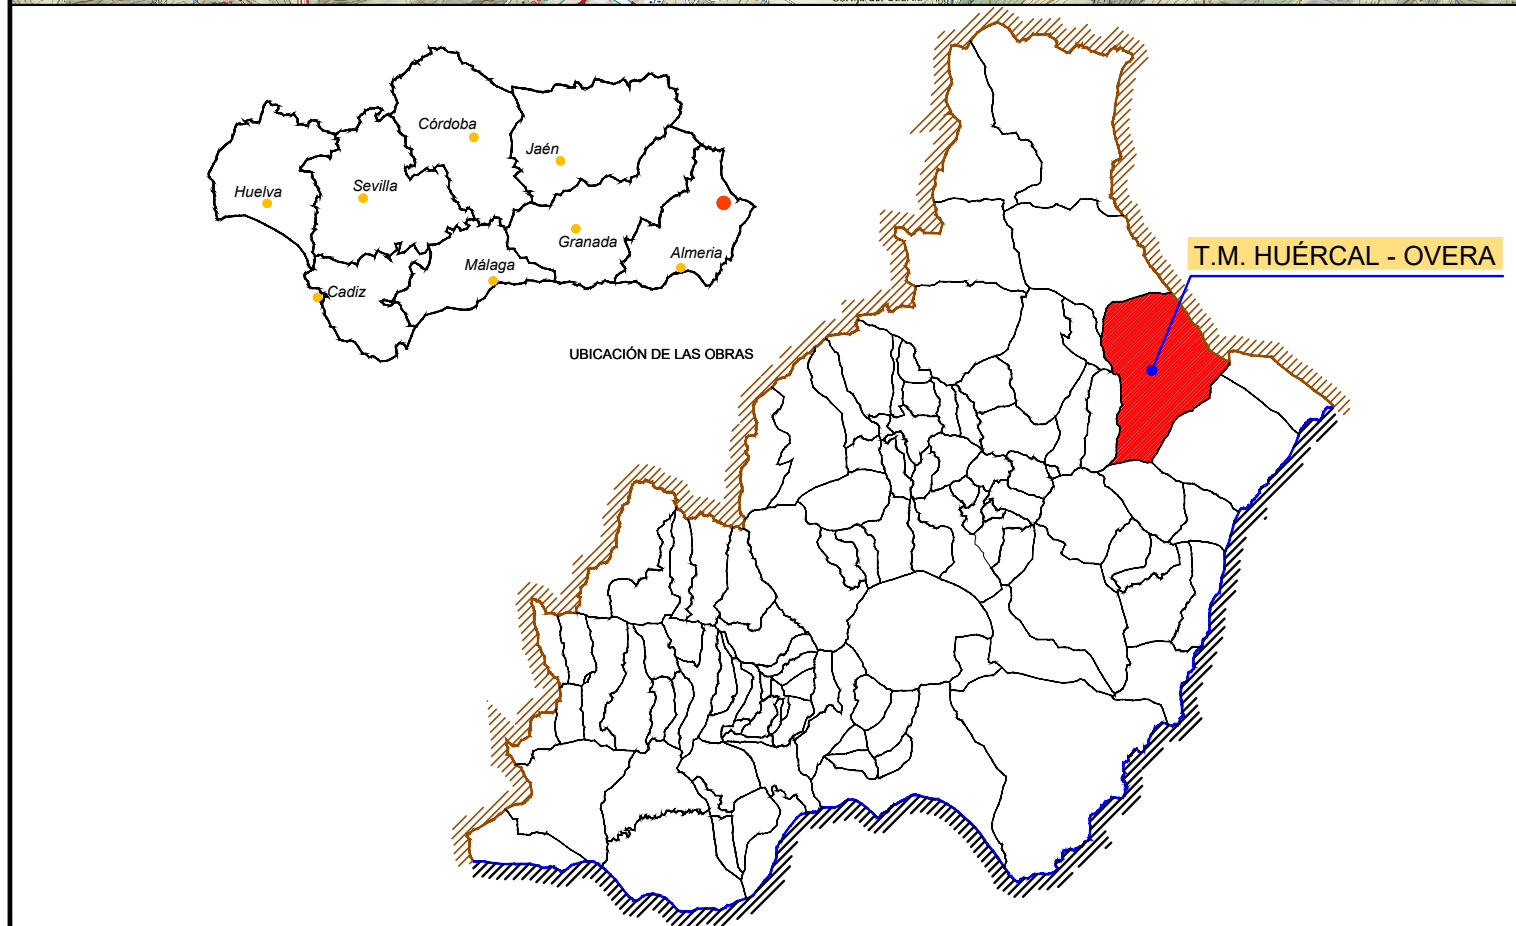 Córdoba
Jaén
Huelva
Sevilla
Granada
Almeria
Málaga
Cadiz
T.M. HUÉRCAL - OVERA
UBICACIÓN DE LAS OBRAS